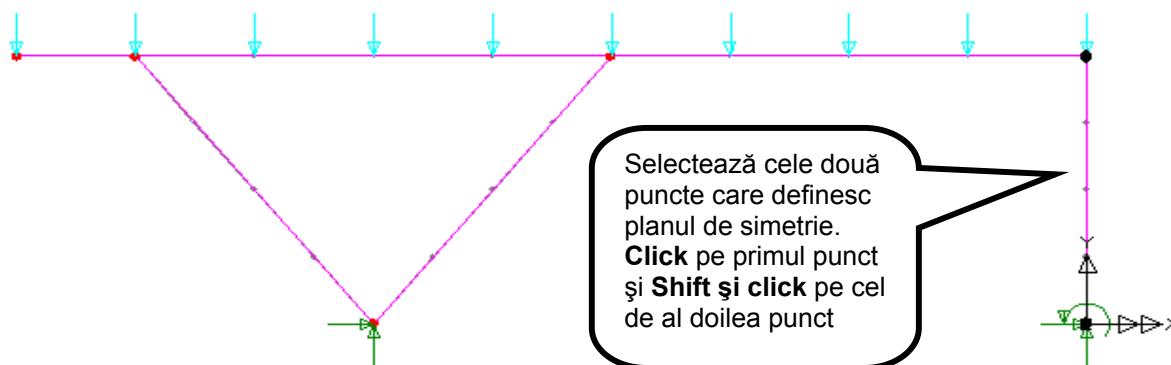 Selectează cele două
puncte care definesc
planul de simetrie.
Click pe primul punct
şi Shift şi click pe cel
de al doilea punct
Y
X